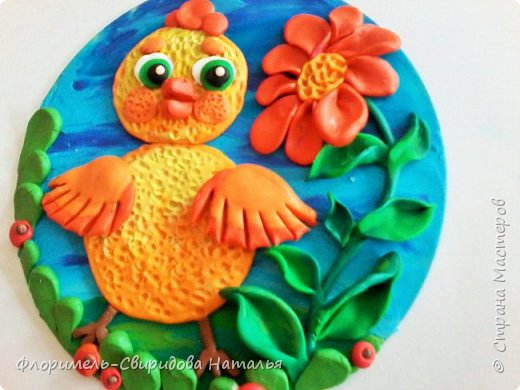 Флоримель-Свиридова Наталья
© Страна Мастеров